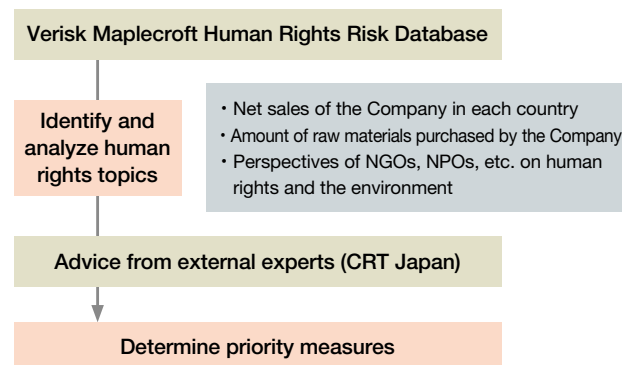 Verisk Maplecroft Human Rights Risk Database
Identify and
analyze human
rights topics
・Net sales of the Company in each country
・Amount of raw materials purchased by the Company
・Perspectives of NGOs, NPOs, etc. on human
rights and the environment
Advice from external experts (CRT Japan)
Determine priority measures